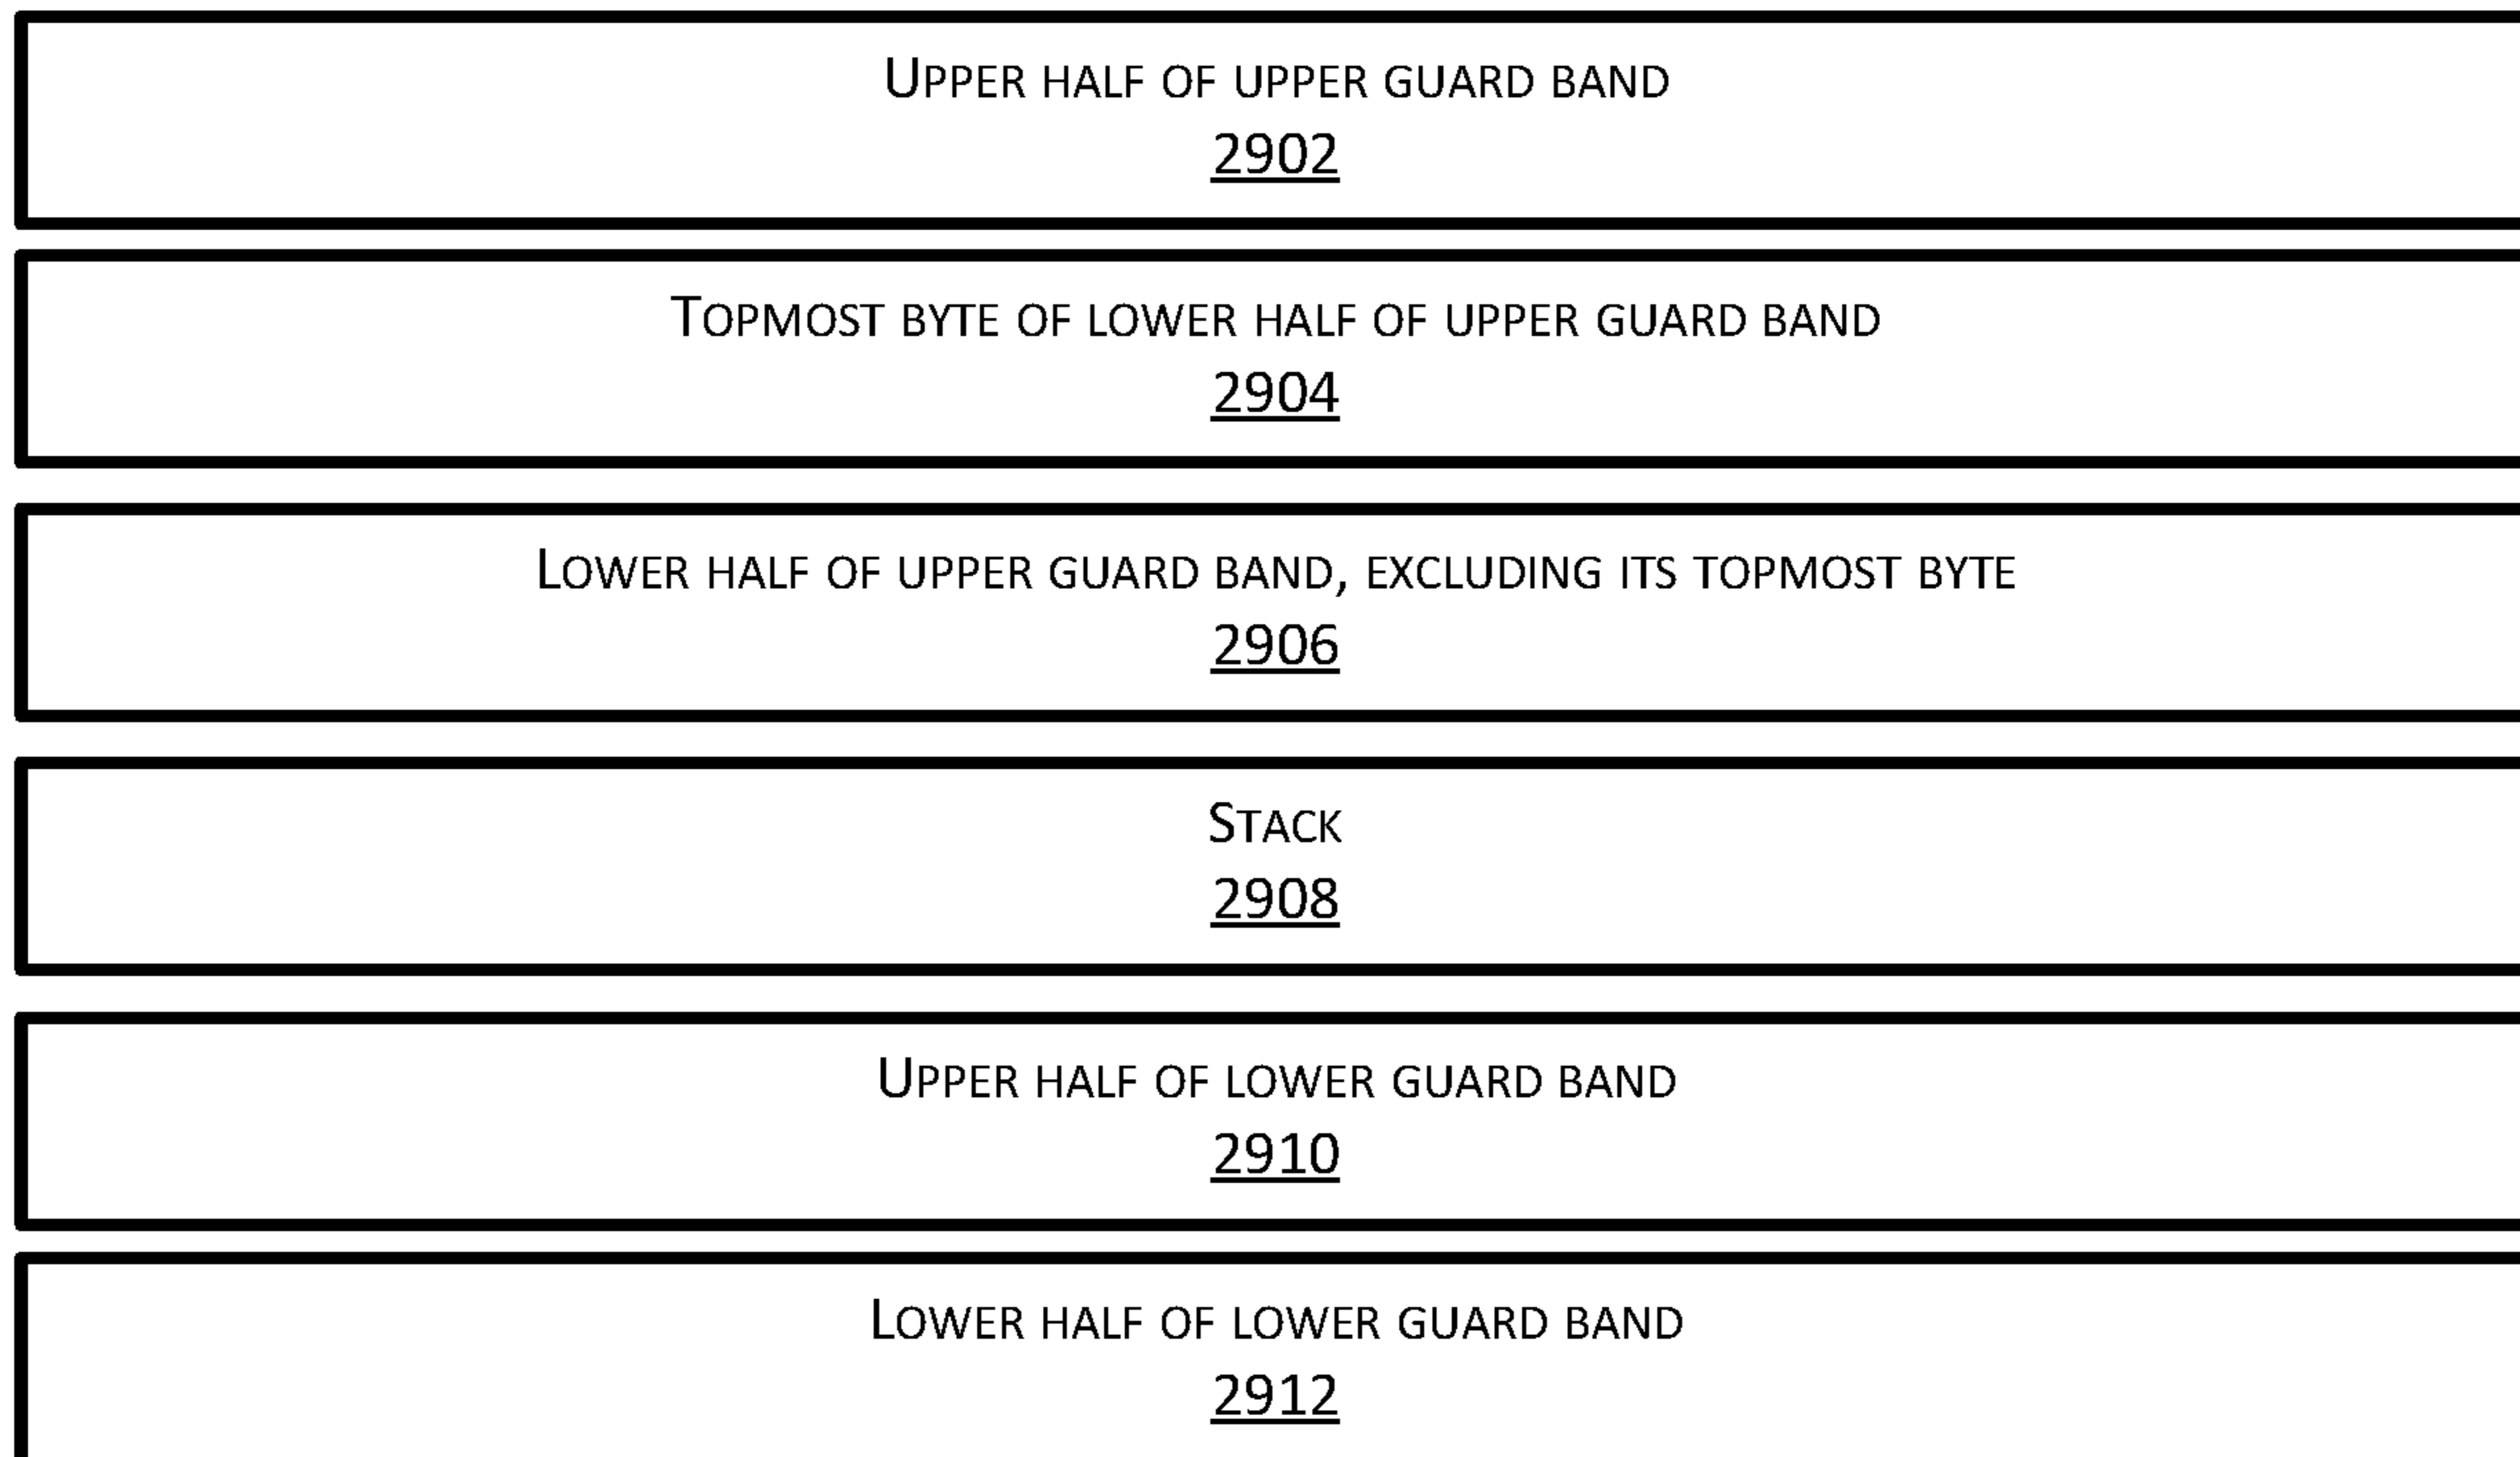 Upper half of upper guard band
2902
Topmost byte of lower half of upper guard band
2904
Lower half of upper guard band, excluding its topmost byte
2906
Stack
2908
Upper half of lower guard band
2910
Lower half of lower guard band
2912